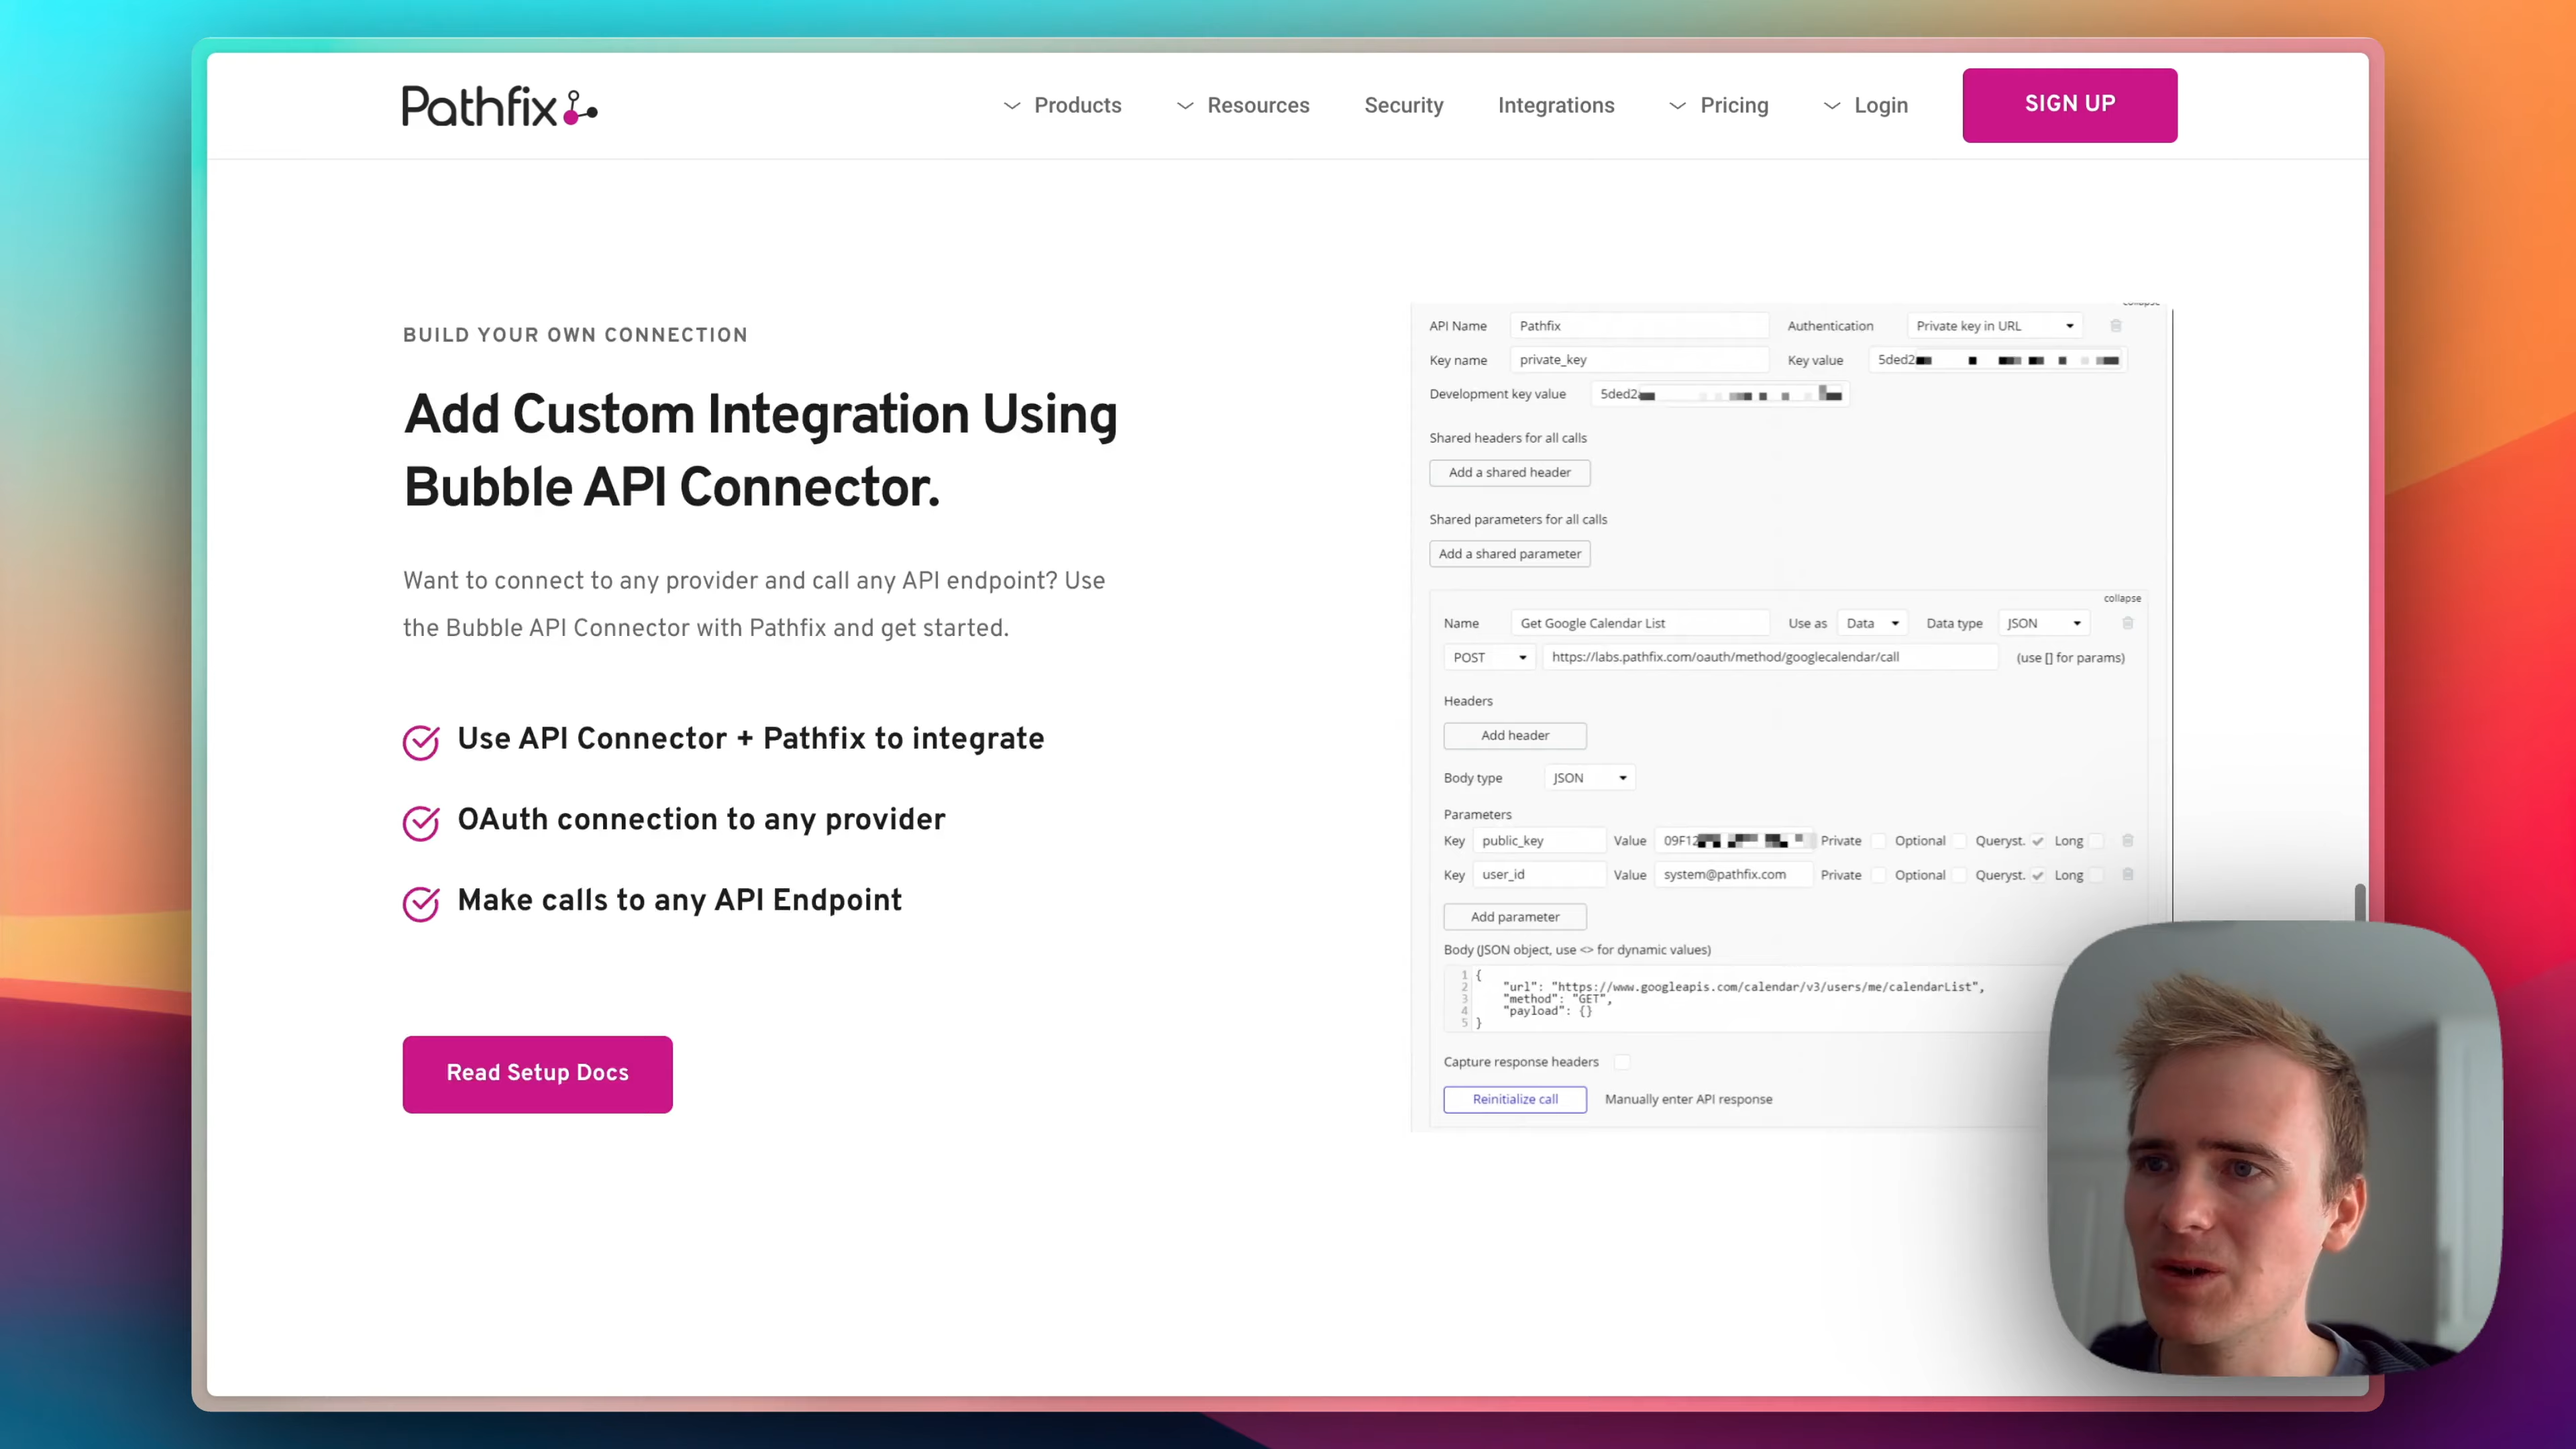 Pathfix
Products Resources Security Integrations Pricing Login SIGN UP
BUILD YOUR OWN CONNECTION
Add Custom Integration Using
Bubble API Connector.
Want to connect to any provider and call any API endpoint? Use
the Bubble API Connector with Pathfix and get started.
Use API Connector + Pathfix to integrate
OAuth connection to any provider
Make calls to any API Endpoint
Read Setup Docs
collapse
API Name Pathfix Authentication Private key in URL
Key name private_key Key value 5ded2
Development key value 5ded2
Shared headers for all calls
Add a shared header
Shared parameters for all calls
Add a shared parameter
collapse
Name Get Google Calendar List Use as Data Data type JSON
POST https://labs.pathfix.com/oauth/method/googlecalendar/call (use [] for params)
Headers
Add header
Body type JSON
Parameters
Key public_key Value 09F12 Private Optional Queryst. Long
Key user_id Value system@pathfix.com Private Optional Queryst. Long
Add parameter
Body (JSON object, use <> for dynamic values)
1 {
2 "url": "https://www.googleapis.com/calendar/v3/users/me/calendarList",
3 "method": "GET",
4 "payload": {}
5 }
Capture response headers
Reinitialize call Manually enter API response